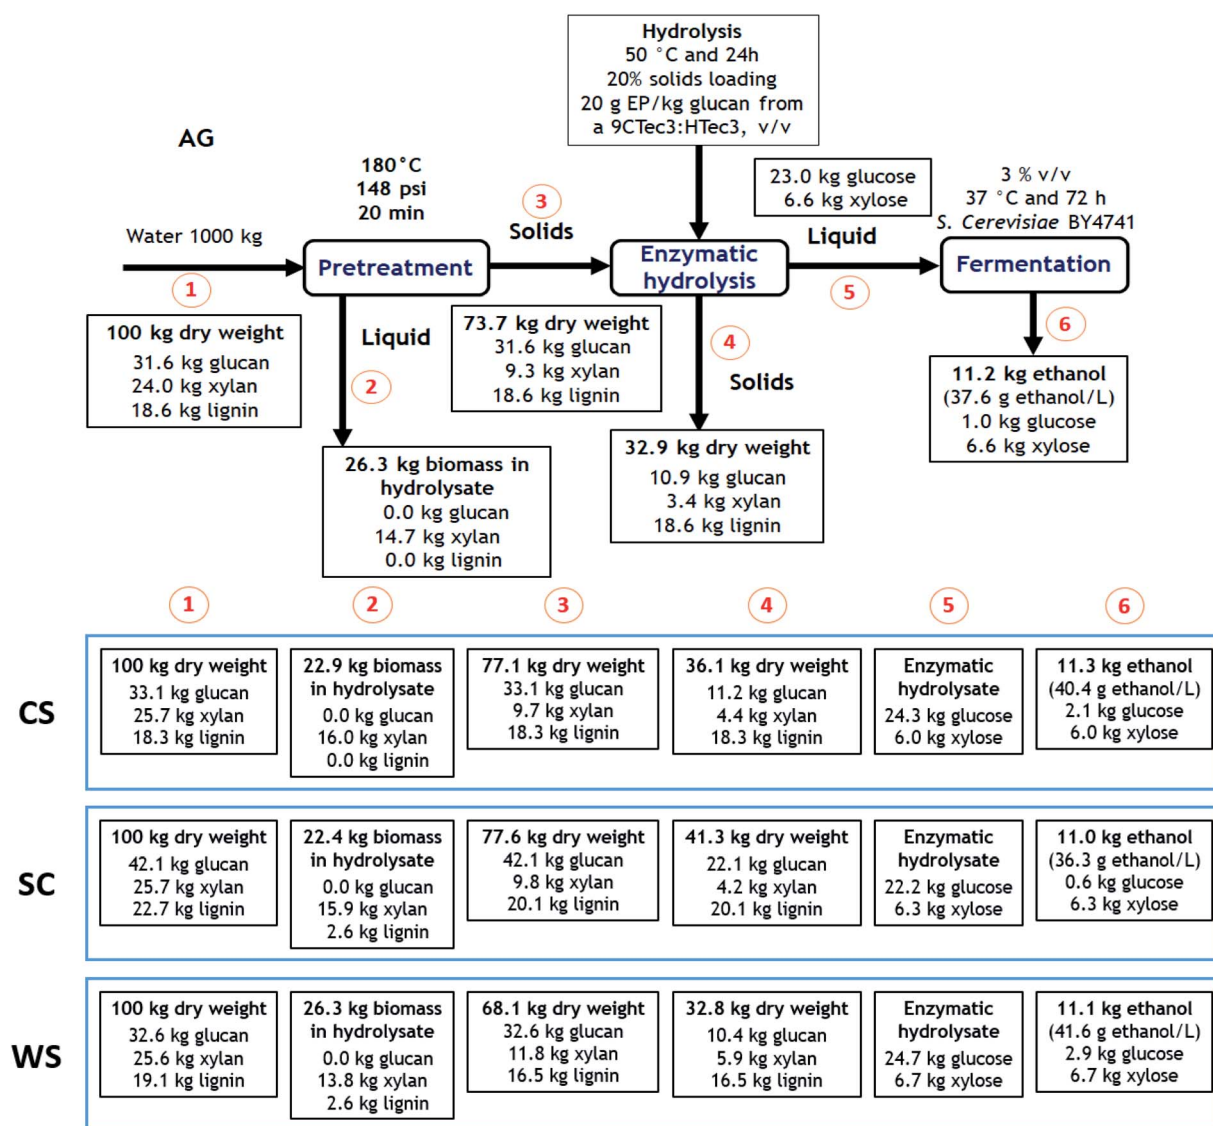 Hydrolysis
50 °C and 24h
20% solids loading
20 g EP/kg glucan from
a 9CTec3:HTec3, v/v
AG
180°C
148 psi
20 min
3
Solids
23.0 kg glucose
6.6 kg xylose
3 % v/v
37 °C and 72 h
S. Cerevisiae BY4741
Water 1000 kg
Pretreatment
Enzymatic
hydrolysis
Liquid
Fermentation
1
5
100 kg dry weight
31.6 kg glucan
24.0 kg xylan
18.6 kg lignin
Liquid
2
73.7 kg dry weight
31.6 kg glucan
9.3 kg xylan
18.6 kg lignin
4
Solids
6
11.2 kg ethanol
(37.6 g ethanol/L)
1.0 kg glucose
6.6 kg xylose
26.3 kg biomass in
hydrolysate
0.0 kg glucan
14.7 kg xylan
0.0 kg lignin
32.9 kg dry weight
10.9 kg glucan
3.4 kg xylan
18.6 kg lignin
1 2 3 4 5 6
CS
100 kg dry weight
33.1 kg glucan
25.7 kg xylan
18.3 kg lignin
22.9 kg biomass
in hydrolysate
0.0 kg glucan
16.0 kg xylan
0.0 kg lignin
77.1 kg dry weight
33.1 kg glucan
9.7 kg xylan
18.3 kg lignin
36.1 kg dry weight
11.2 kg glucan
4.4 kg xylan
18.3 kg lignin
Enzymatic
hydrolysate
24.3 kg glucose
6.0 kg xylose
11.3 kg ethanol
(40.4 g ethanol/L)
2.1 kg glucose
6.0 kg xylose
SC
100 kg dry weight
42.1 kg glucan
25.7 kg xylan
22.7 kg lignin
22.4 kg biomass
in hydrolysate
0.0 kg glucan
15.9 kg xylan
2.6 kg lignin
77.6 kg dry weight
42.1 kg glucan
9.8 kg xylan
20.1 kg lignin
41.3 kg dry weight
22.1 kg glucan
4.2 kg xylan
20.1 kg lignin
Enzymatic
hydrolysate
22.2 kg glucose
6.3 kg xylose
11.0 kg ethanol
(36.3 g ethanol/L)
0.6 kg glucose
6.3 kg xylose
WS
100 kg dry weight
32.6 kg glucan
25.6 kg xylan
19.1 kg lignin
26.3 kg biomass
in hydrolysate
0.0 kg glucan
13.8 kg xylan
2.6 kg lignin
68.1 kg dry weight
32.6 kg glucan
11.8 kg xylan
16.5 kg lignin
32.8 kg dry weight
10.4 kg glucan
5.9 kg xylan
16.5 kg lignin
Enzymatic
hydrolysate
24.7 kg glucose
6.7 kg xylose
11.1 kg ethanol
(41.6 g ethanol/L)
2.9 kg glucose
6.7 kg xylose